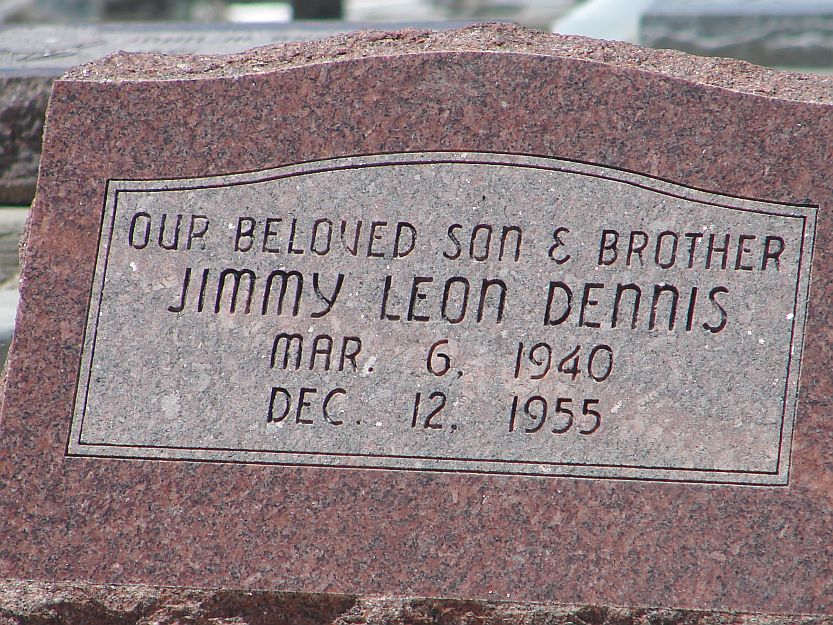 OUR BELOVED SON & BROTHER
JIMMY LEON DENNIS
MAR. 6, 1940
DEC. 12, 1955